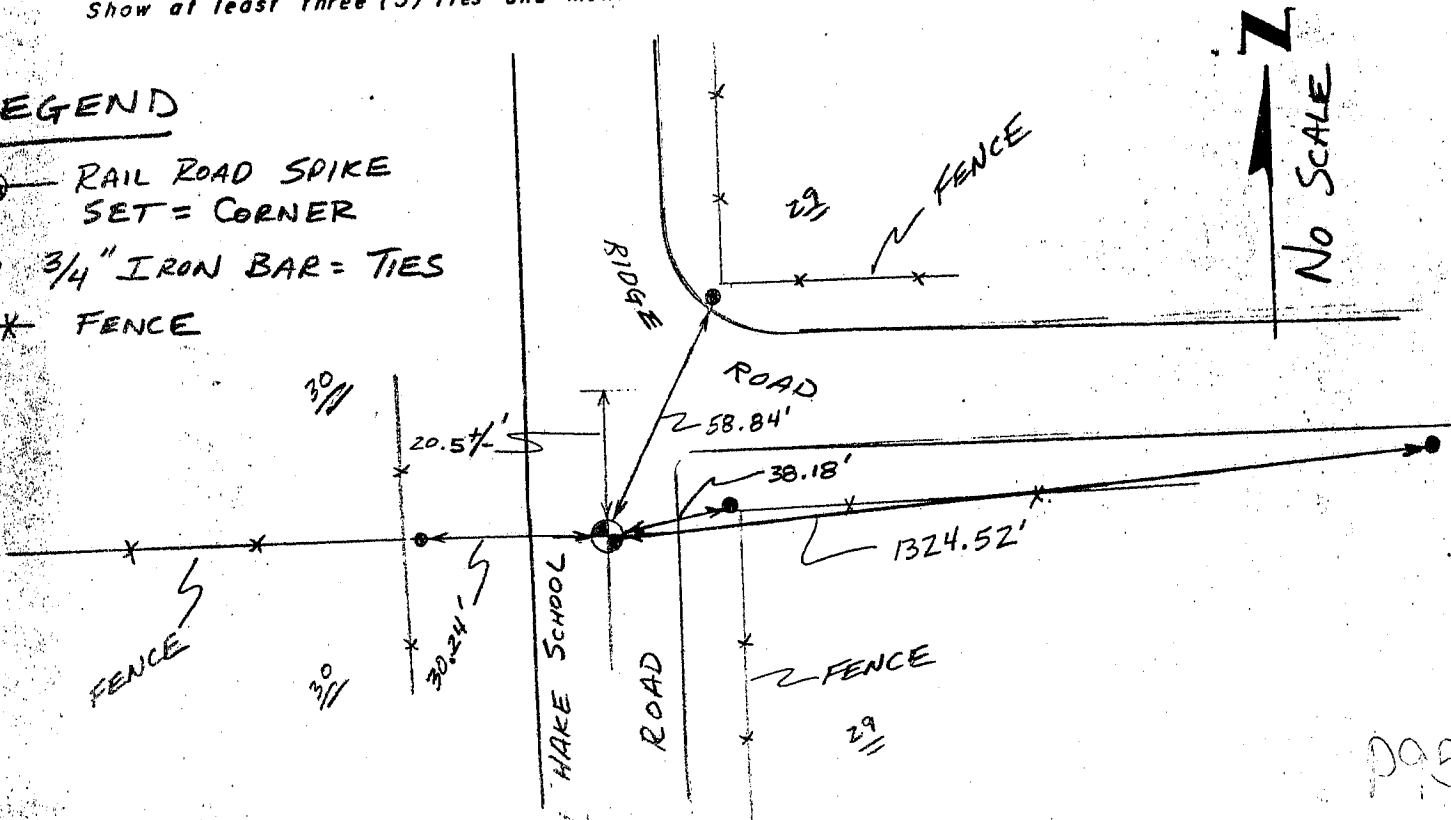 Show at least three (3) Ties and
EGEND
RAIL ROAD SPIKE
SET = CORNER
3/4" IRON BAR = TIES
FENCE
Z
No SCALE
FENCE
29
RIDGE
ROAD
30
20.5+/-'
58.84'
38.18'
1324.52'
30.24'
FENCE
30
HAKE SCHOOL
ROAD
FENCE
29